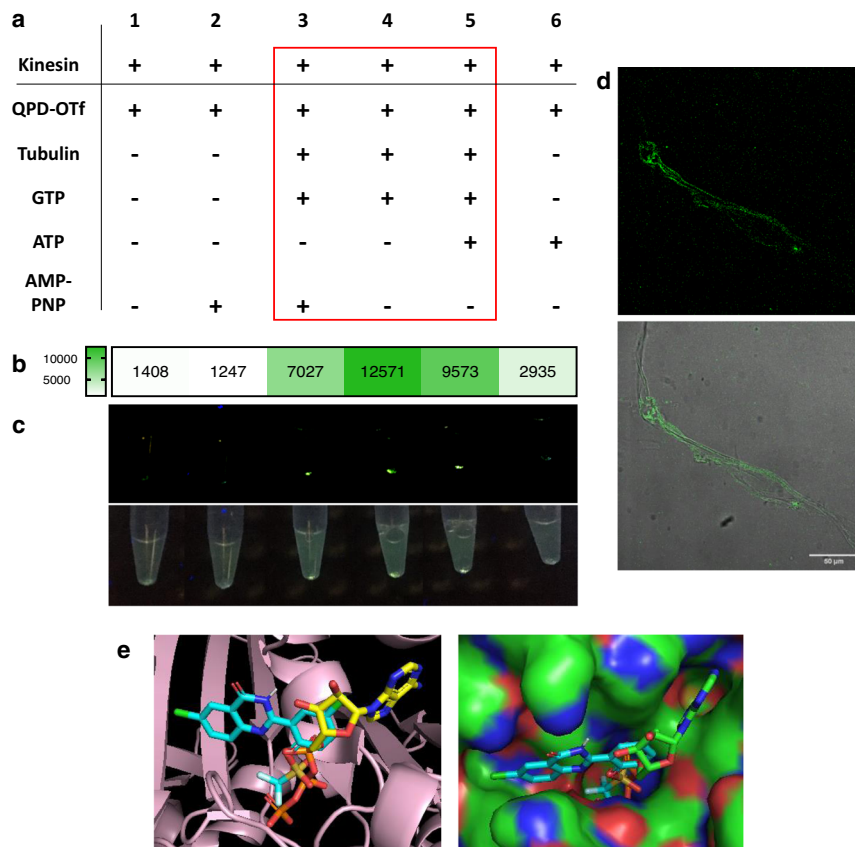 a 1 2 3 4 5 6
Kinesin + + + + + +
QPD-OTf + + + + + +
Tubulin - - + + + -
GTP - - + + + -
ATP - - - - + +
AMP-
PNP - + + - - -
b 10000 5000 1408 1247 7027 12571 9573 2935
c
d
60 µm
e